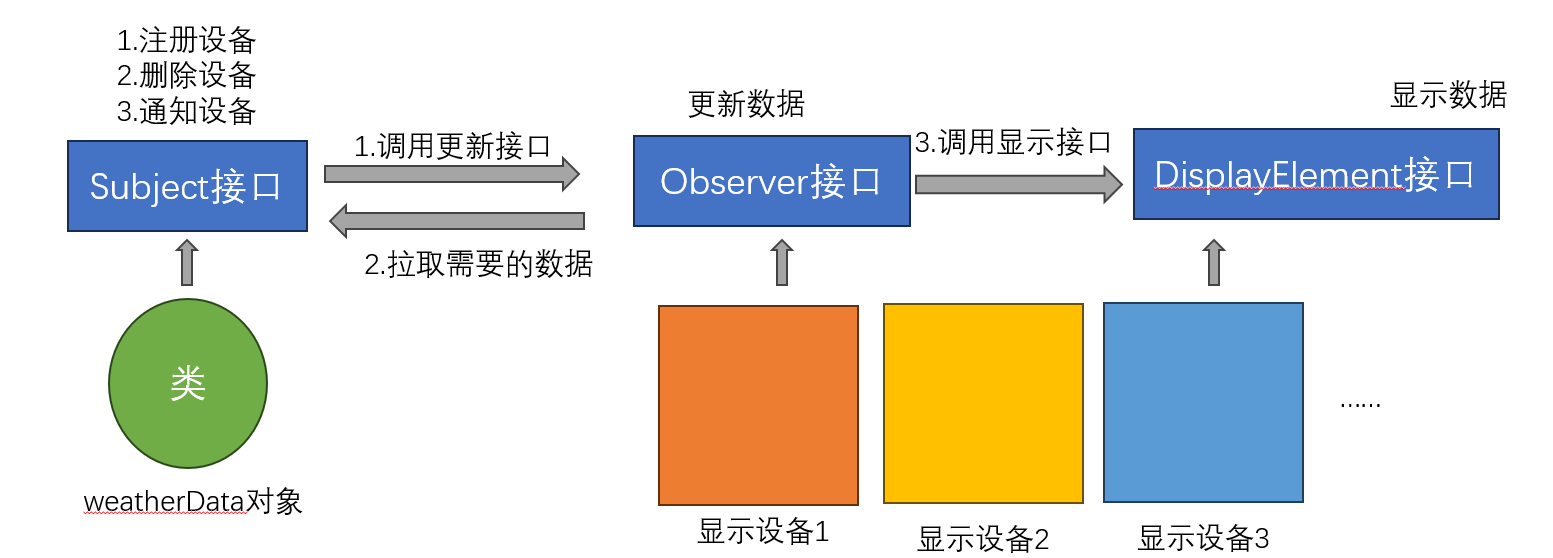 1.注册设备
2.删除设备
3.通知设备
Subject接口
1.调用更新接口
2.拉取需要的数据
更新数据
Observer接口
3.调用显示接口
显示数据
DisplayElement接口
类
weatherData对象
显示设备1
显示设备2
显示设备3
......